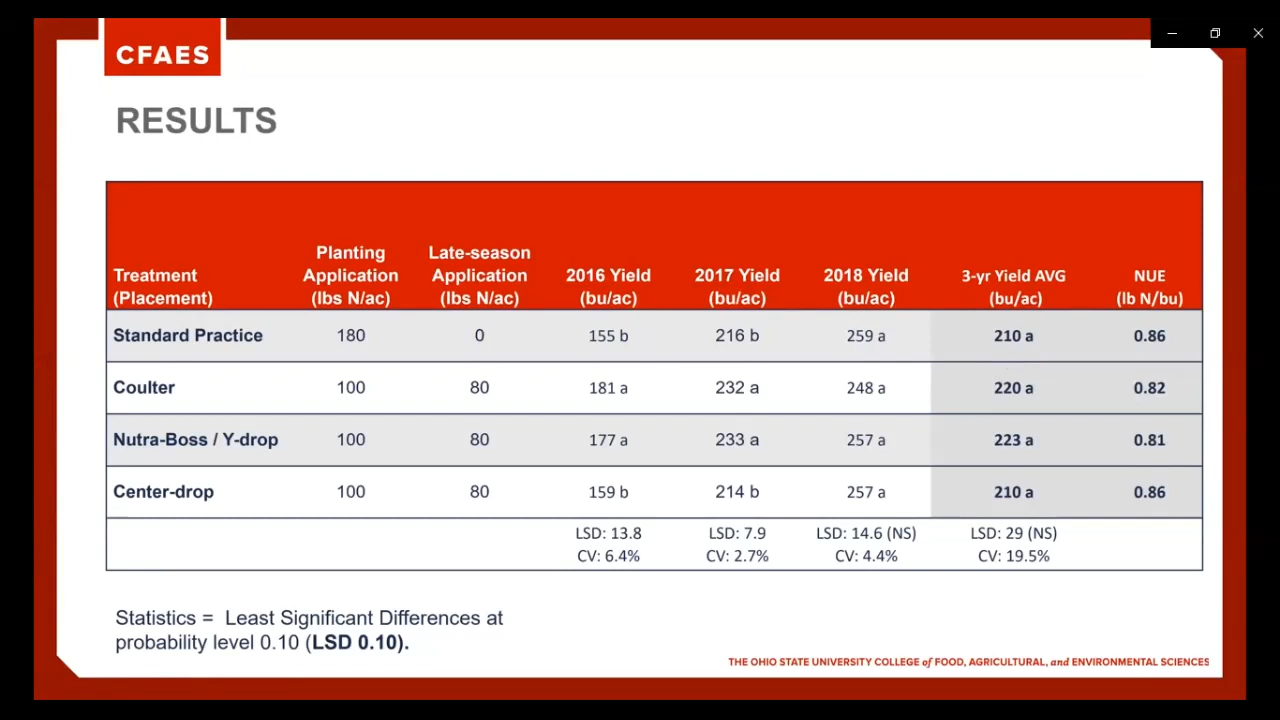 CFAES
RESULTS
Treatment (Placement) Planting Application (lbs N/ac) Late-season Application (lbs N/ac) 2016 Yield (bu/ac) 2017 Yield (bu/ac) 2018 Yield (bu/ac) 3-yr Yield AVG (bu/ac) NUE (lb N/bu)
Standard Practice 180 0 155 b 216 b 259 a 210 a 0.86
Coulter 100 80 181 a 232 a 248 a 220 a 0.82
Nutra-Boss / Y-drop 100 80 177 a 233 a 257 a 223 a 0.81
Center-drop 100 80 159 b 214 b 257 a 210 a 0.86
LSD: 13.8 LSD: 7.9 LSD: 14.6 (NS) LSD: 29 (NS)
CV: 6.4% CV: 2.7% CV: 4.4% CV: 19.5%
Statistics = Least Significant Differences at
probability level 0.10 (LSD 0.10).
THE OHIO STATE UNIVERSITY COLLEGE of FOOD, AGRICULTURAL, and ENVIRONMENTAL SCIENCES